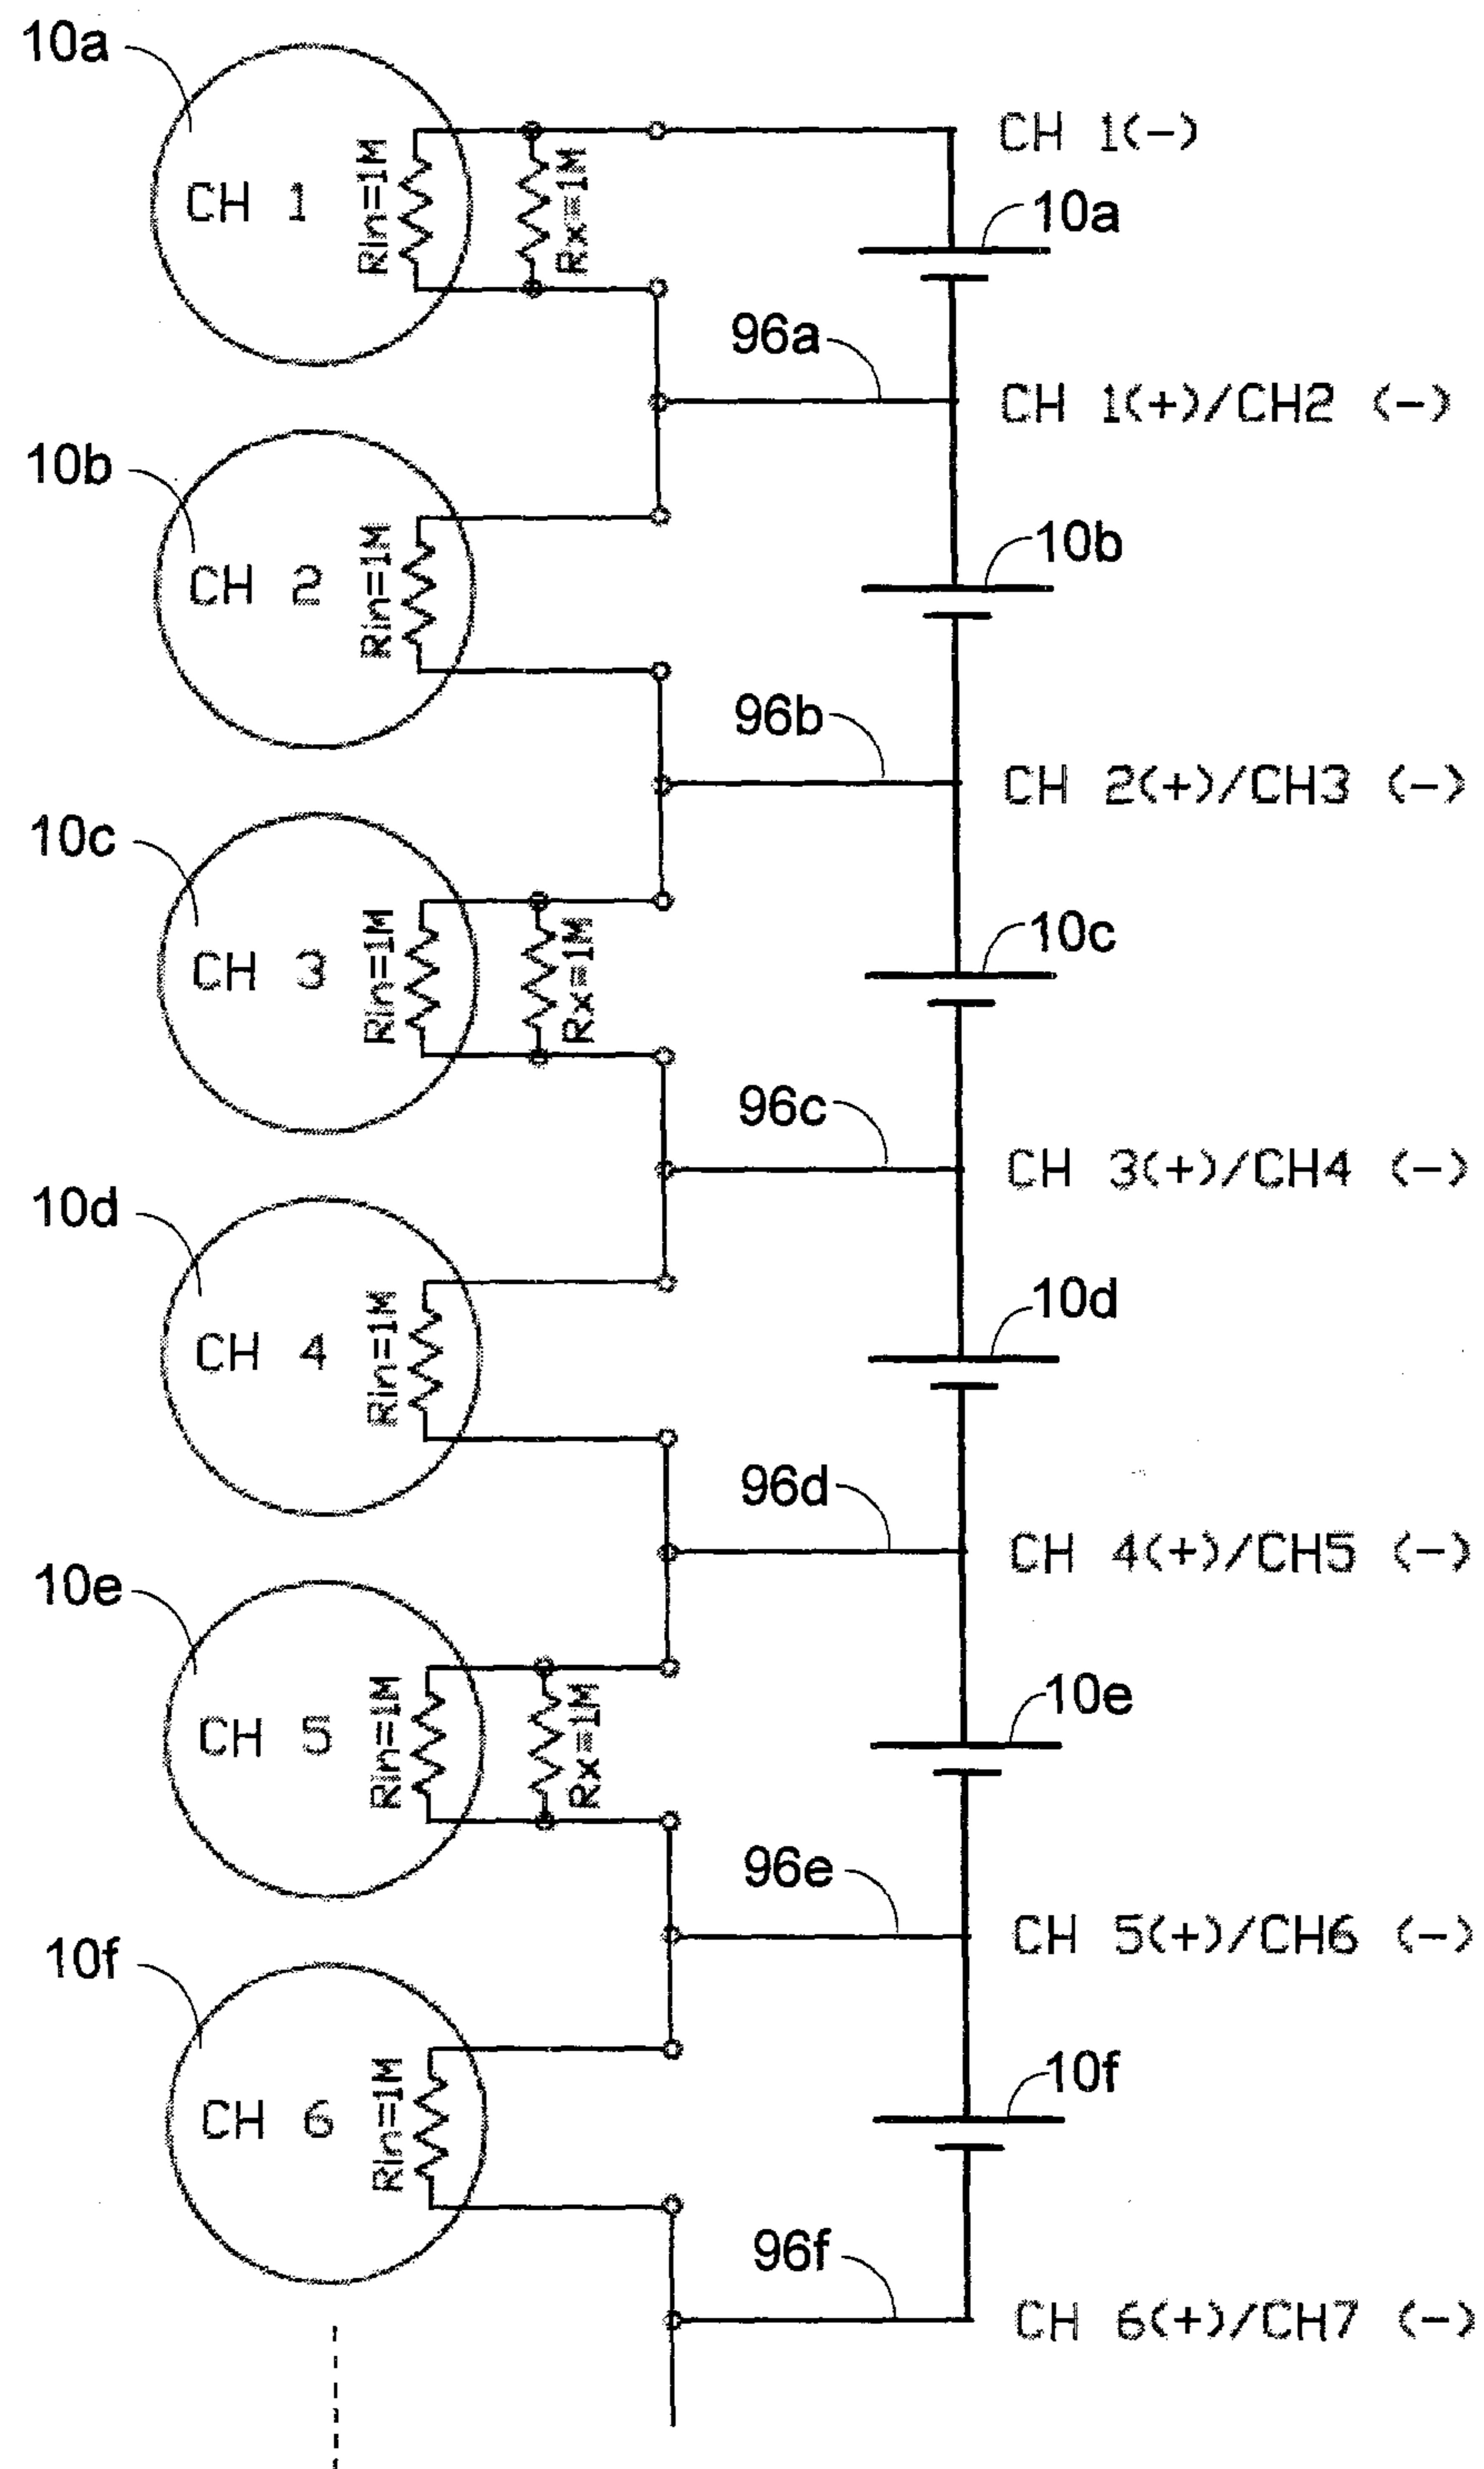 10a
CH 1
Rin=1M
Rx=1M
CH 1(-)
10a
96a
CH 1(+)/CH2 (-)
10b
CH 2
Rin=1M
10b
96b
CH 2(+)/CH3 (-)
10c
CH 3
Rin=1M
Rx=1M
10c
96c
CH 3(+)/CH4 (-)
10d
CH 4
Rin=1M
10d
96d
CH 4(+)/CH5 (-)
10e
CH 5
Rin=1M
Rx=1M
10e
96e
CH 5(+)/CH6 (-)
10f
CH 6
Rin=1M
10f
96f
CH 6(+)/CH7 (-)